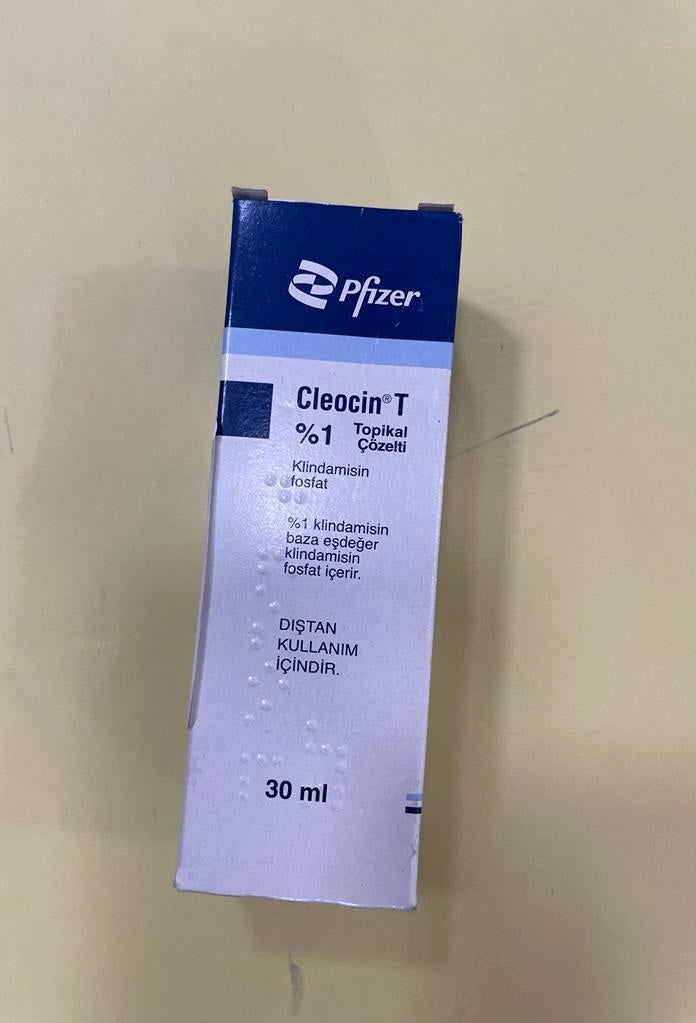 Pfizer
Cleocin® T
%1 Topikal
Çözelti
Klindamisin
fosfat
%1 klindamisin
baza eşdeğer
klindamisin
fosfat içerir.
DIŞTAN
KULLANIM
İÇİNDİR.
30 ml